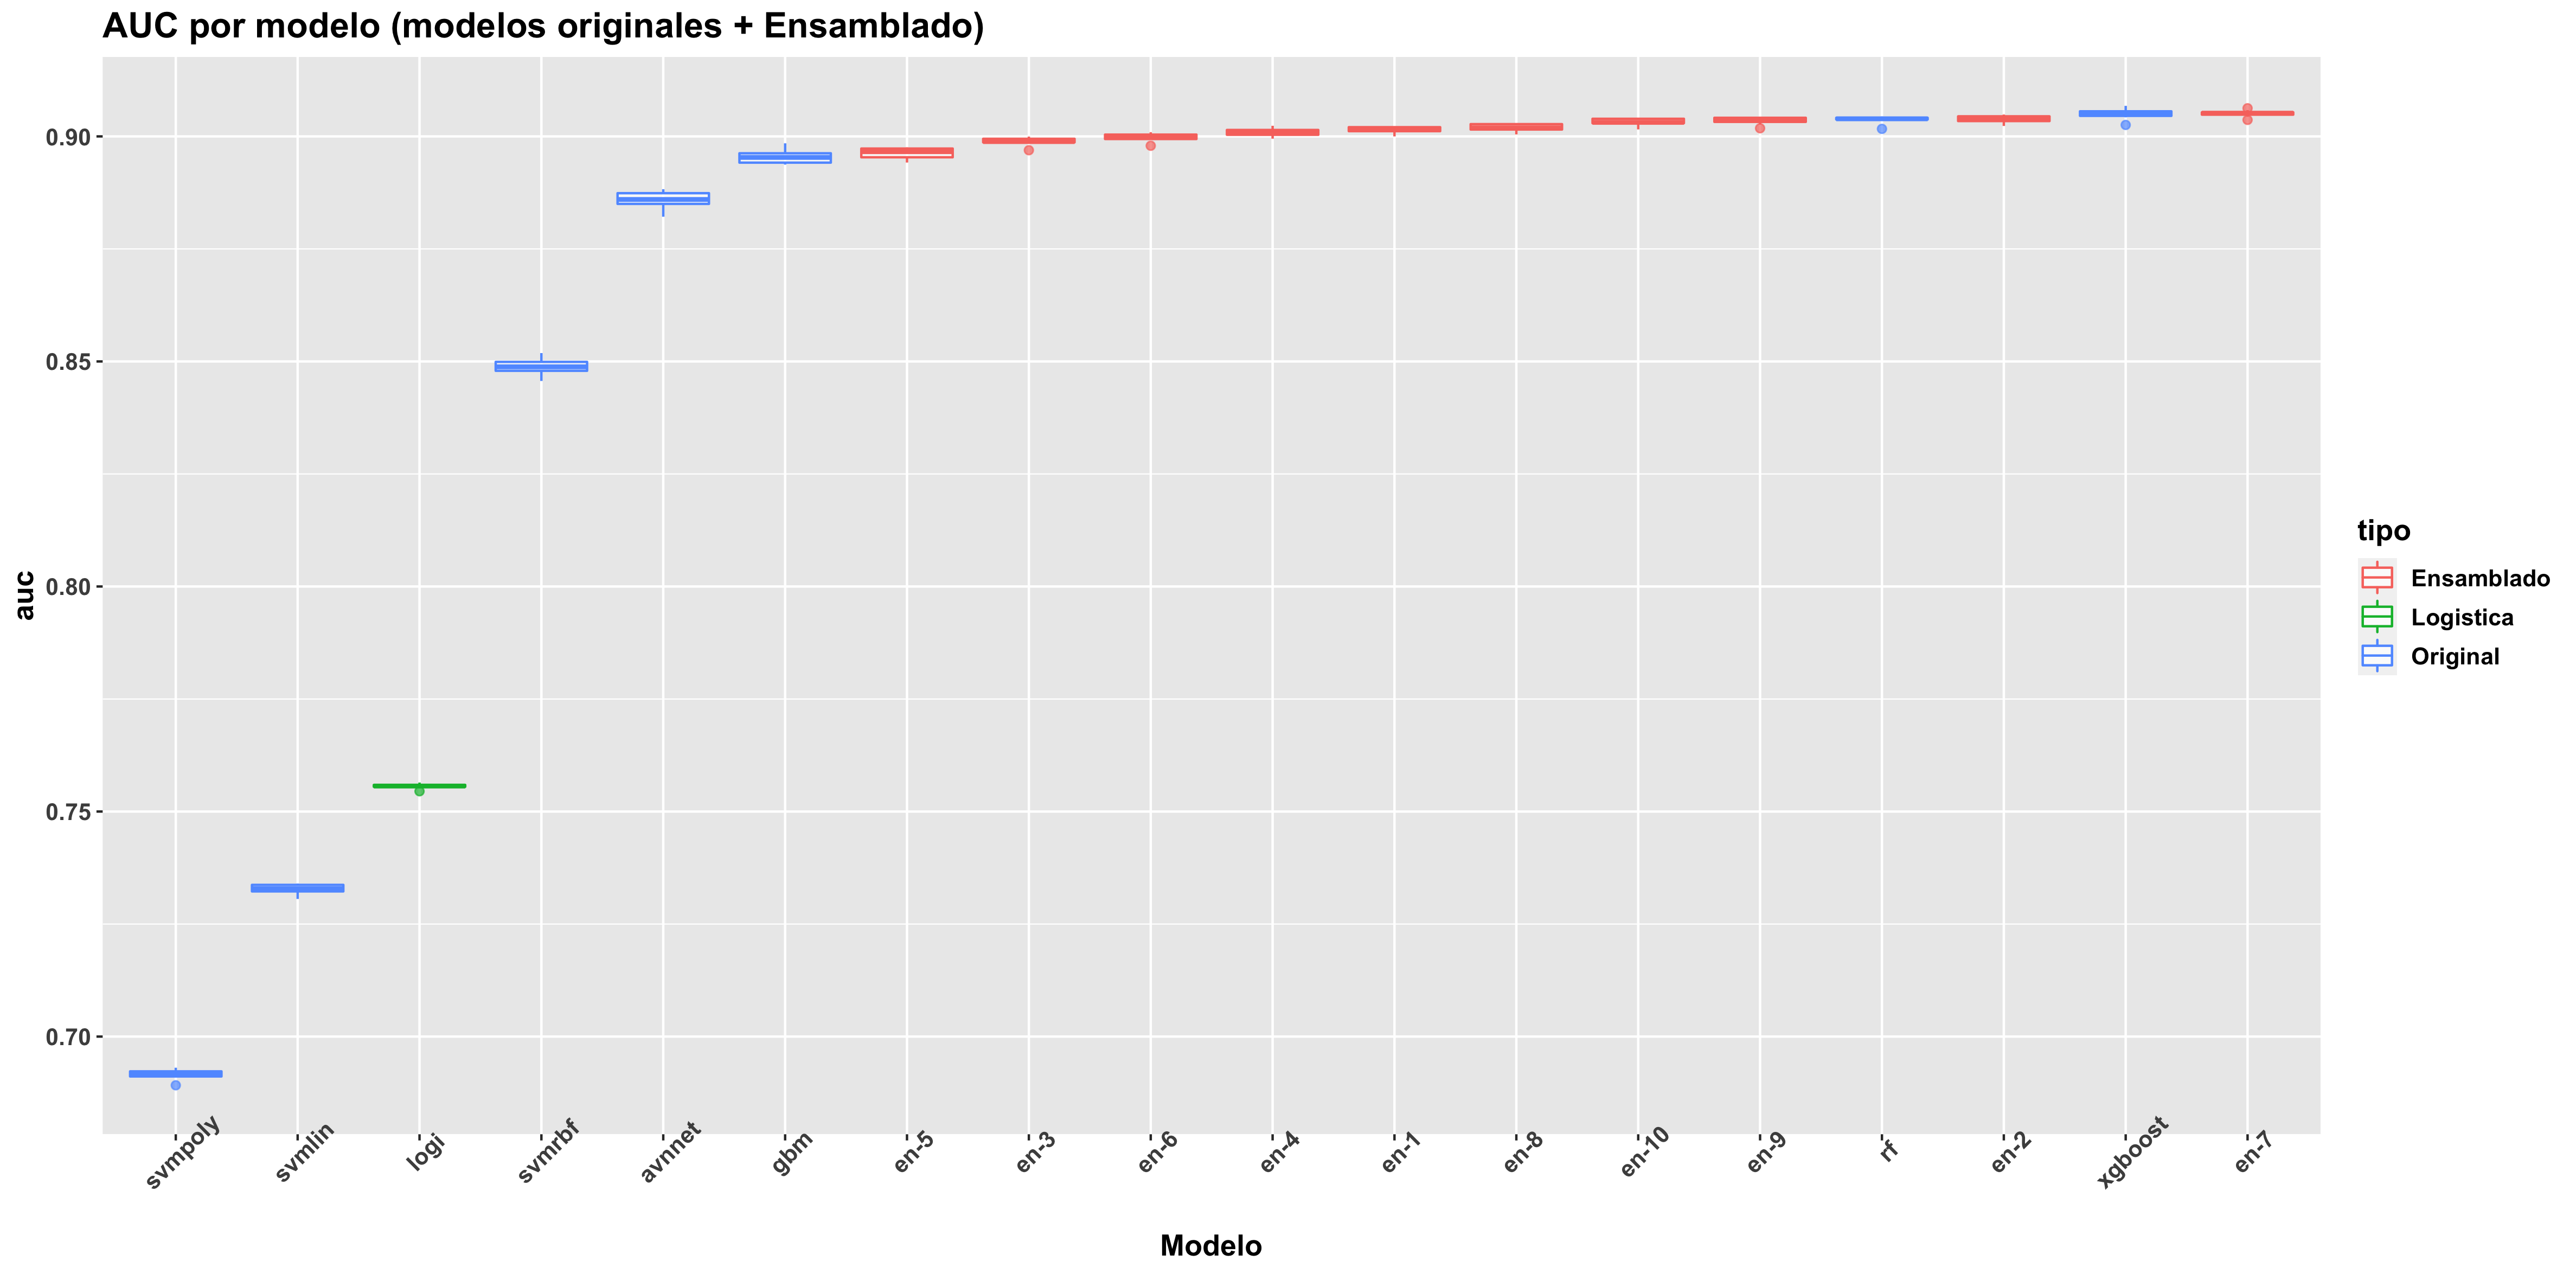 AUC por modelo (modelos originales + Ensamblado)
auc
0.90
0.85
0.80
0.75
0.70
svmpoly
svmlin
logi
svmrbf
avnnet
gbm
en-5
en-3
en-6
en-4
en-1
en-8
en-10
en-9
rf
en-2
xgboost
en-7
Modelo
tipo
Ensamblado
Logistica
Original